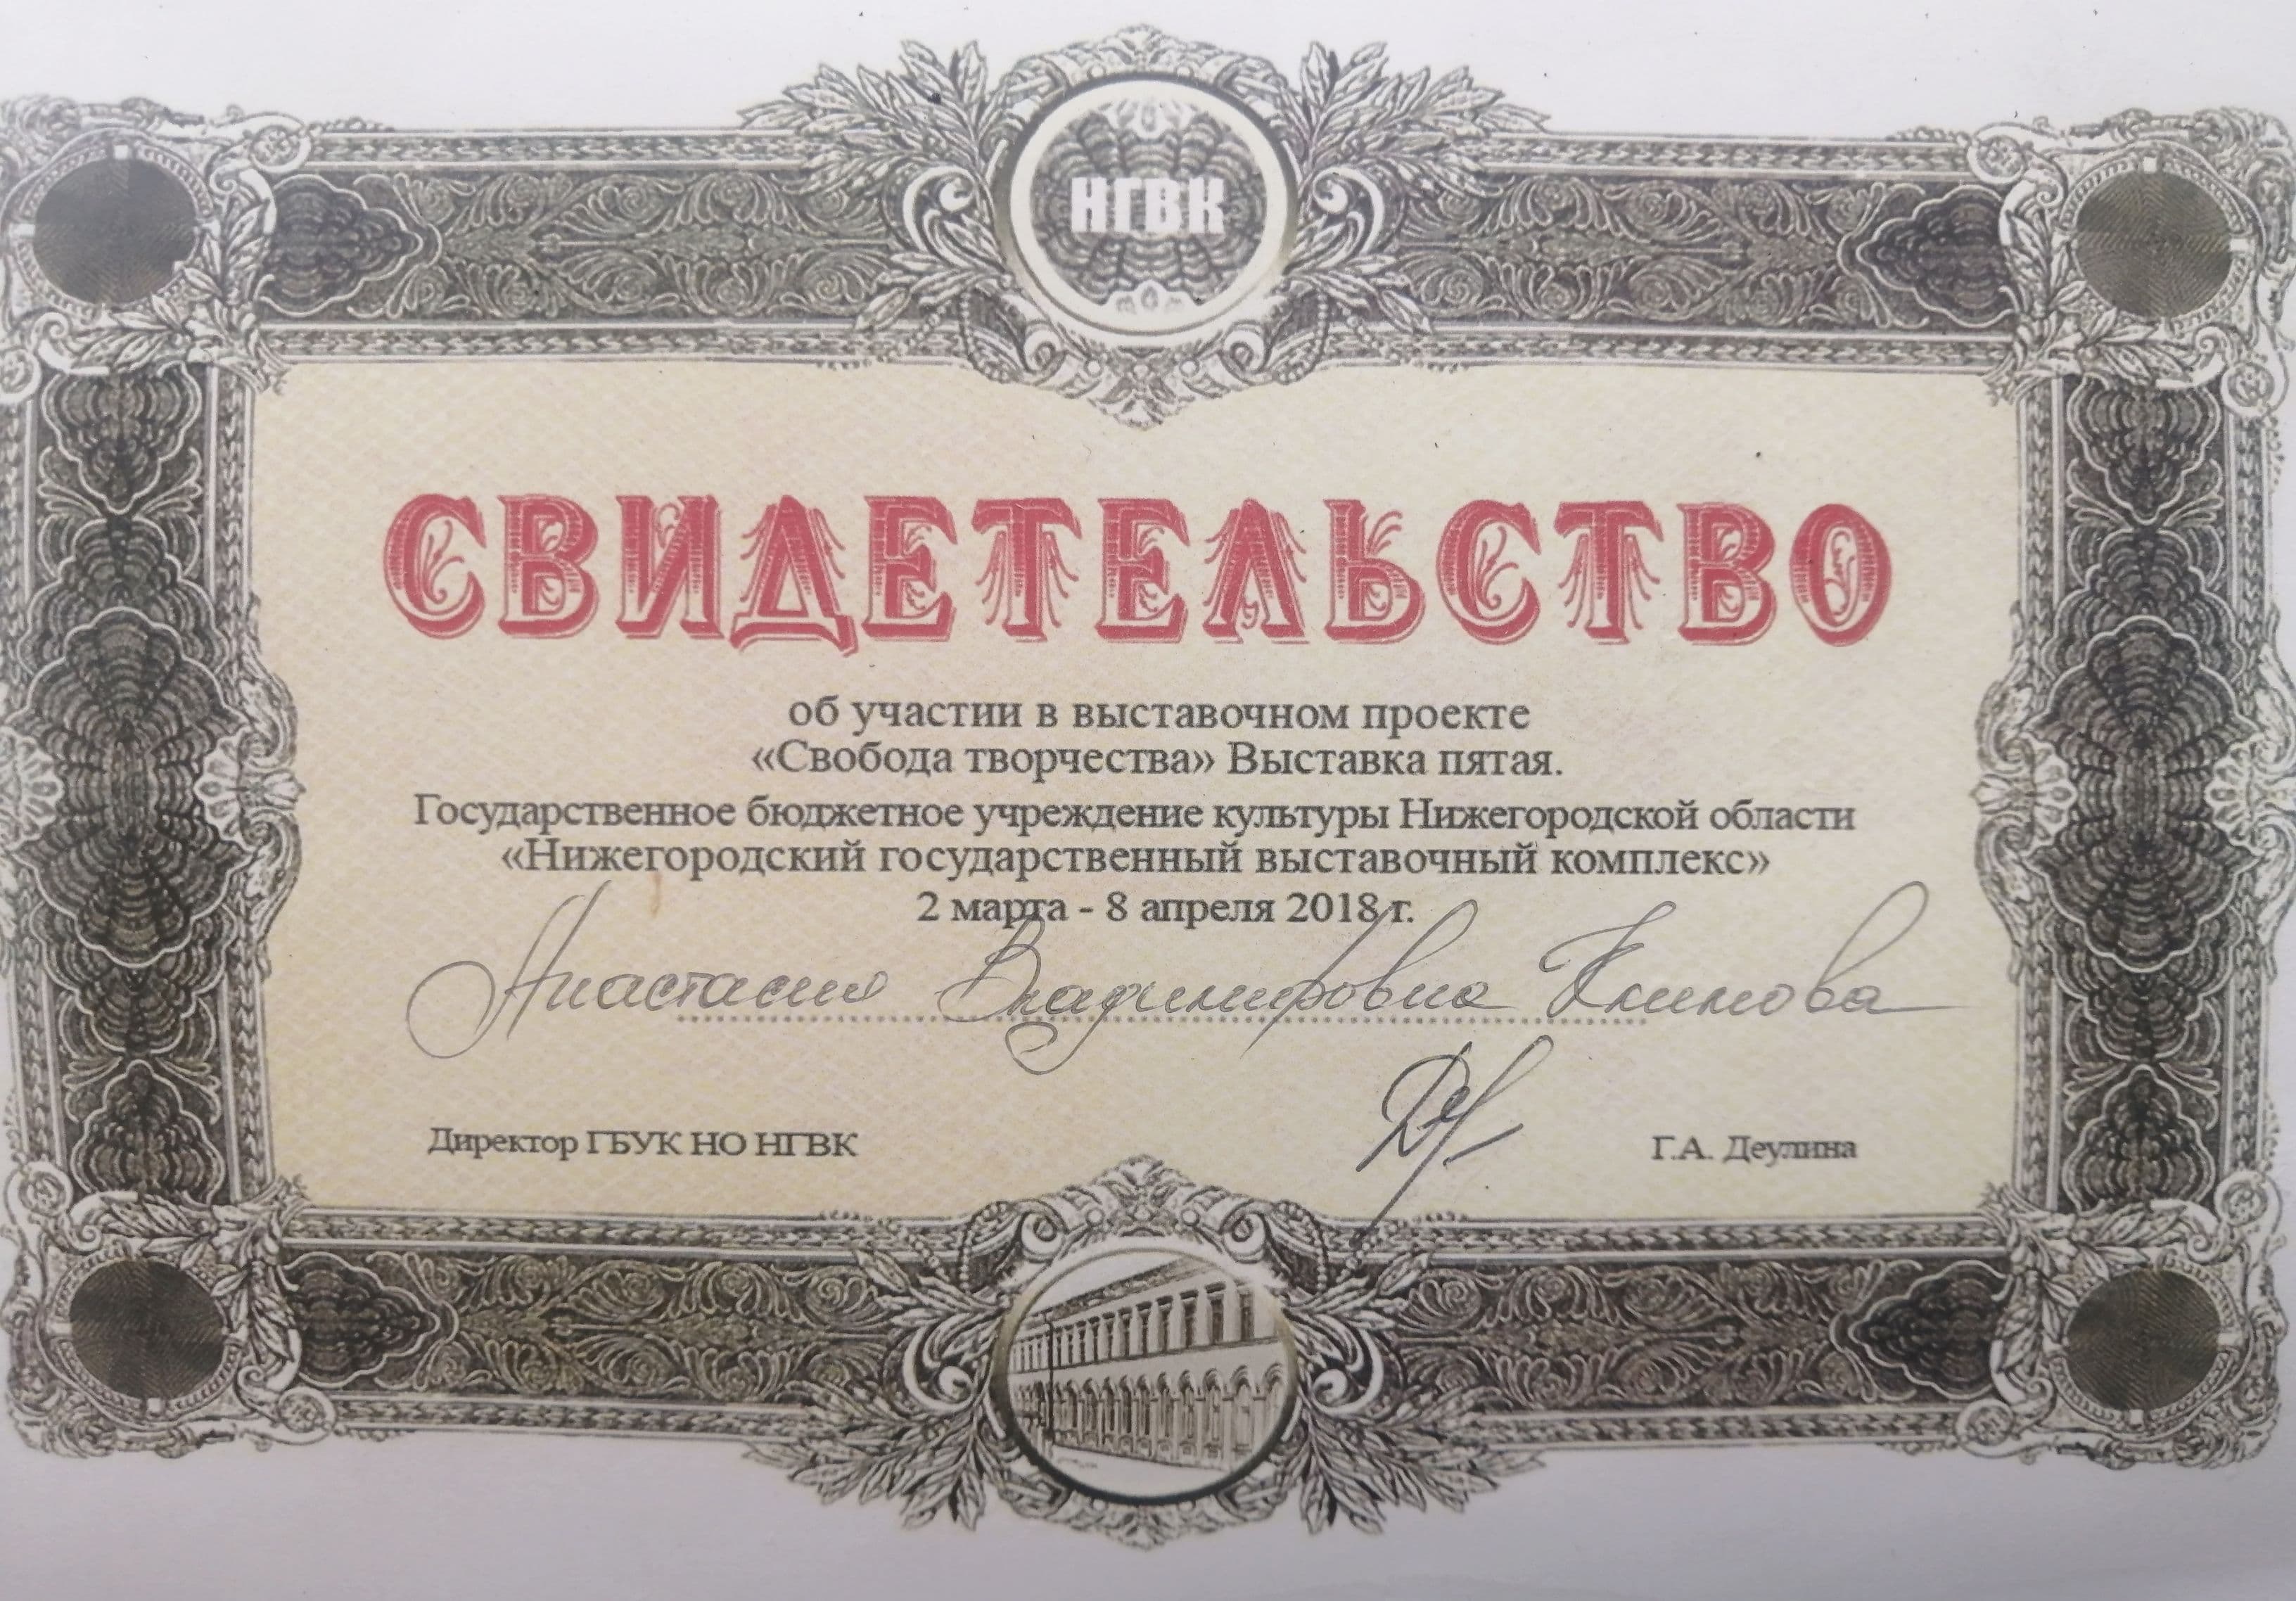 НГВК
СВИДЕТЕЛЬСТВО
об участии в выставочном проекте
«Свобода творчества» Выставка пятая.
Государственное бюджетное учреждение культуры Нижегородской области
«Нижегородский государственный выставочный комплекс»
2 марта - 8 апреля 2018 г.
Анастасия Владимировна Климова
Директор ГБУК НО НГВК Г.А. Деулина